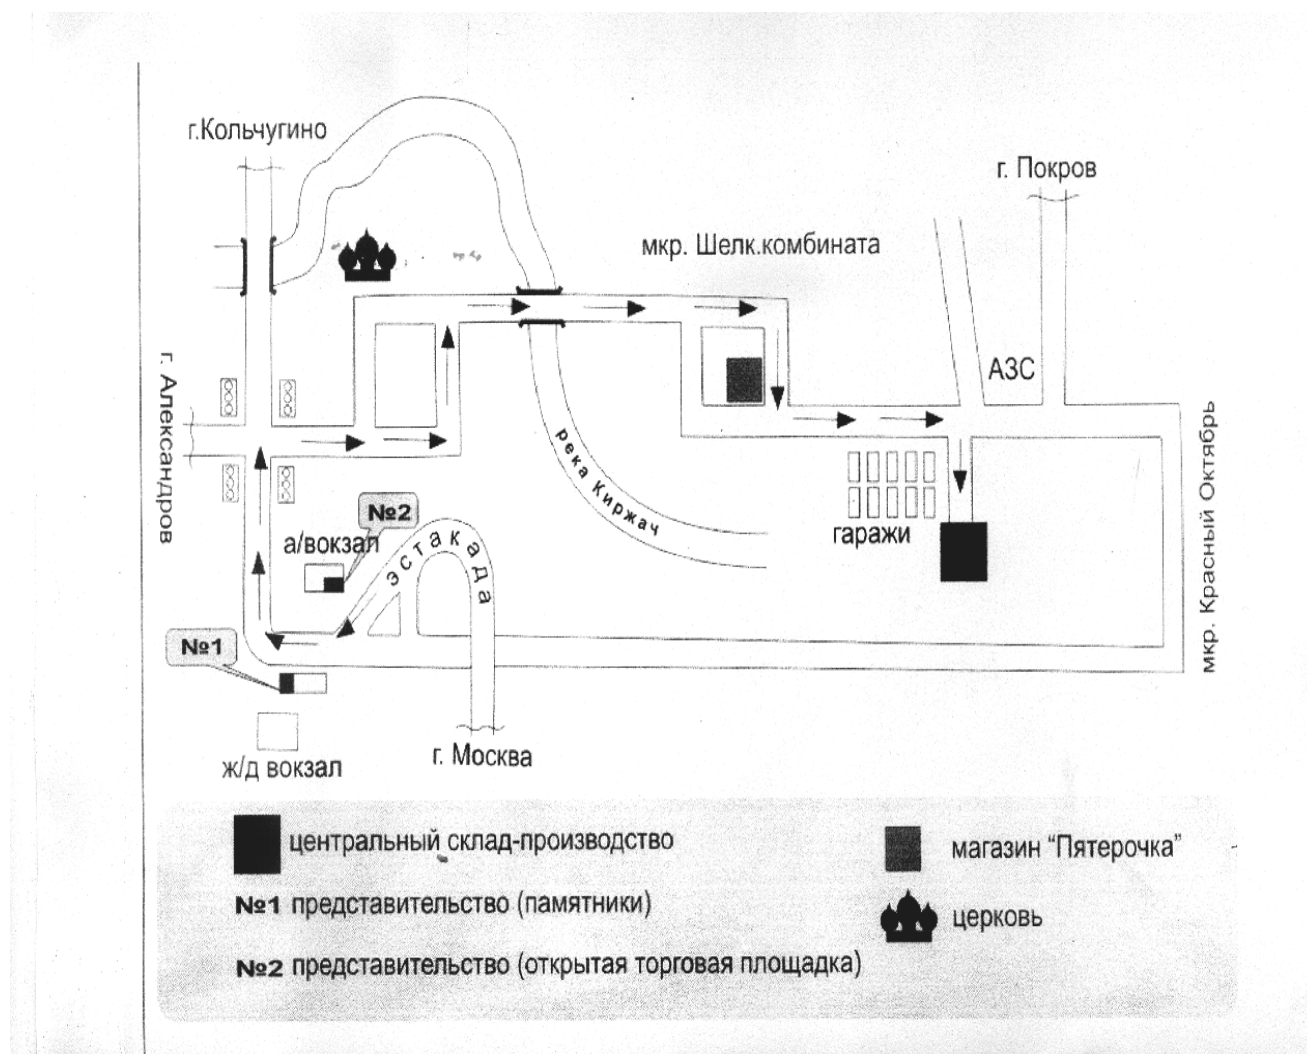 г.Кольчугино
г. Покров
мкр. Шелк.комбината
АЗС
г. Александров
мкр. Красный Октябрь
река Киржач
№2
а/вокзал
эстакада
гаражи
№1
г. Москва
ж/д вокзал
центральный склад-производство
магазин "Пятерочка"
№1 представительство (памятники)
церковь
№2 представительство (открытая торговая площадка)